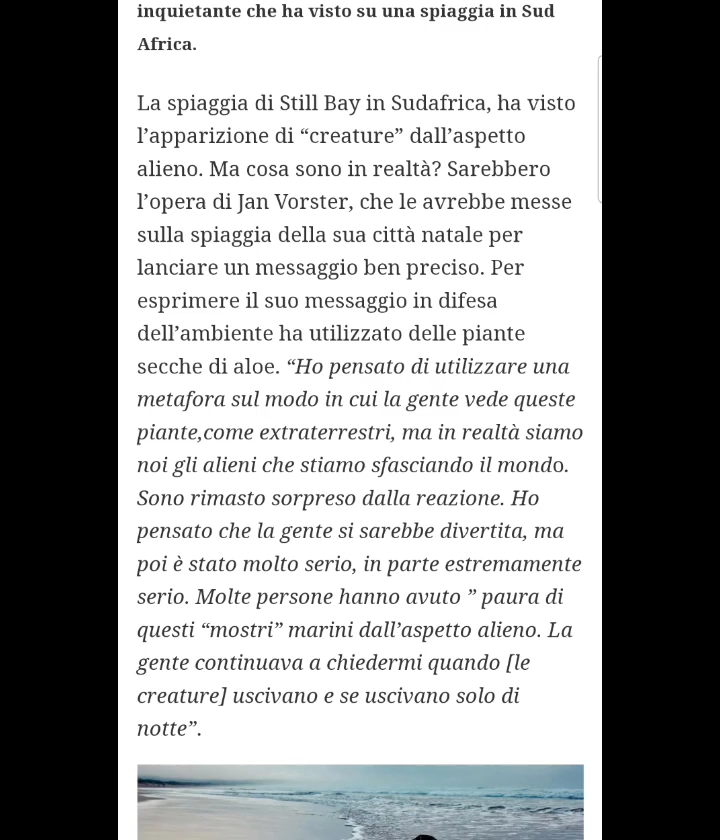 inquietante che ha visto su una spiaggia in Sud
Africa.
La spiaggia di Still Bay in Sudafrica, ha visto
l’apparizione di “creature” dall’aspetto
alieno. Ma cosa sono in realtà? Sarebbero
l’opera di Jan Vorster, che le avrebbe messe
sulla spiaggia della sua città natale per
lanciare un messaggio ben preciso. Per
esprimere il suo messaggio in difesa
dell’ambiente ha utilizzato delle piante
secche di aloe. “Ho pensato di utilizzare una
metafora sul modo in cui la gente vede queste
piante,come extraterrestri, ma in realtà siamo
noi gli alieni che stiamo sfasciando il mondo.
Sono rimasto sorpreso dalla reazione. Ho
pensato che la gente si sarebbe divertita, ma
poi è stato molto serio, in parte estremamente
serio. Molte persone hanno avuto ” paura di
questi “mostri” marini dall’aspetto alieno. La
gente continuava a chiedermi quando [le
creature] uscivano e se uscivano solo di
notte”.